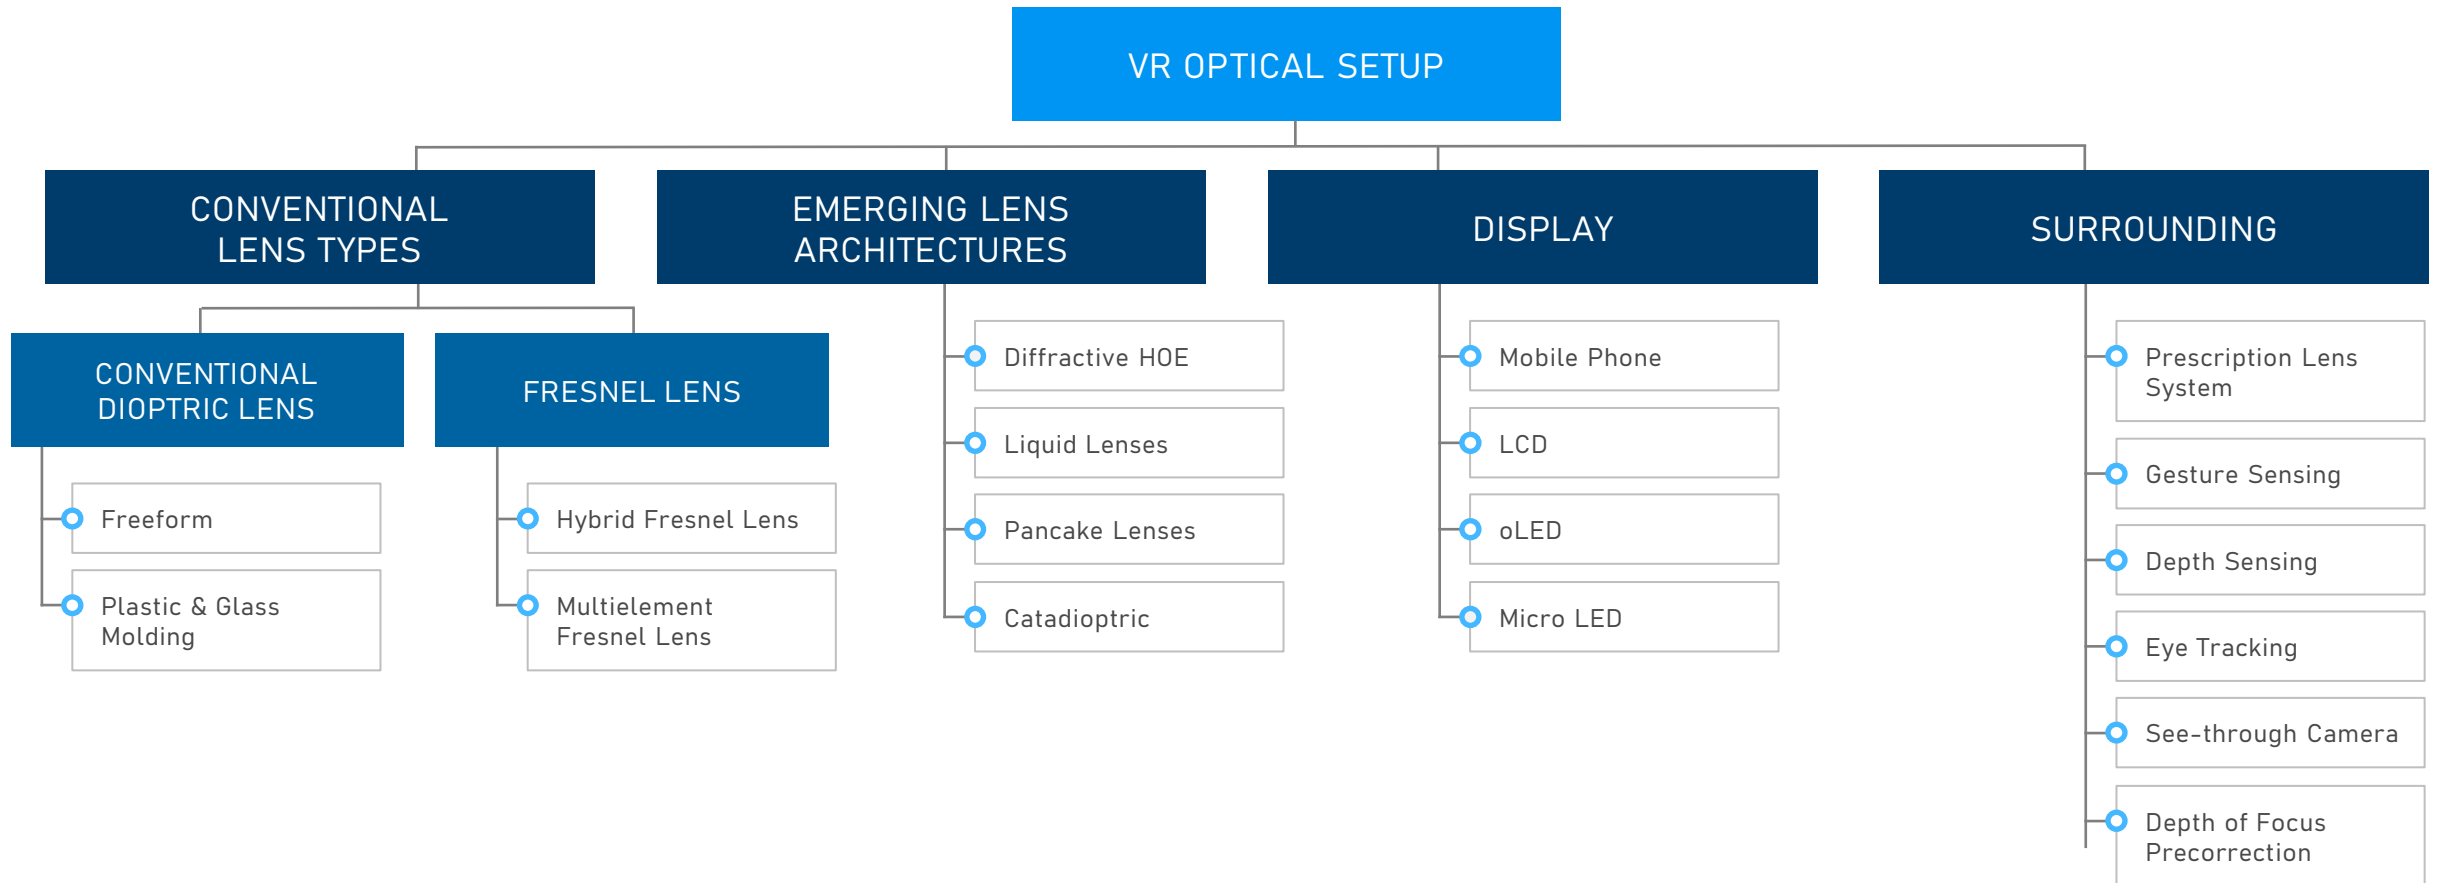 VR OPTICAL SETUP
CONVENTIONAL
LENS TYPES
EMERGING LENS
ARCHITECTURES
DISPLAY
SURROUNDING
CONVENTIONAL
DIOPTRIC LENS
Freeform
Plastic & Glass
Molding
FRESNEL LENS
Hybrid Fresnel Lens
Multielement
Fresnel Lens
Diffractive HOE
Liquid Lenses
Pancake Lenses
Catadioptric
Mobile Phone
LCD
oLED
Micro LED
Prescription Lens
System
Gesture Sensing
Depth Sensing
Eye Tracking
See-through Camera
Depth of Focus
Precorrection